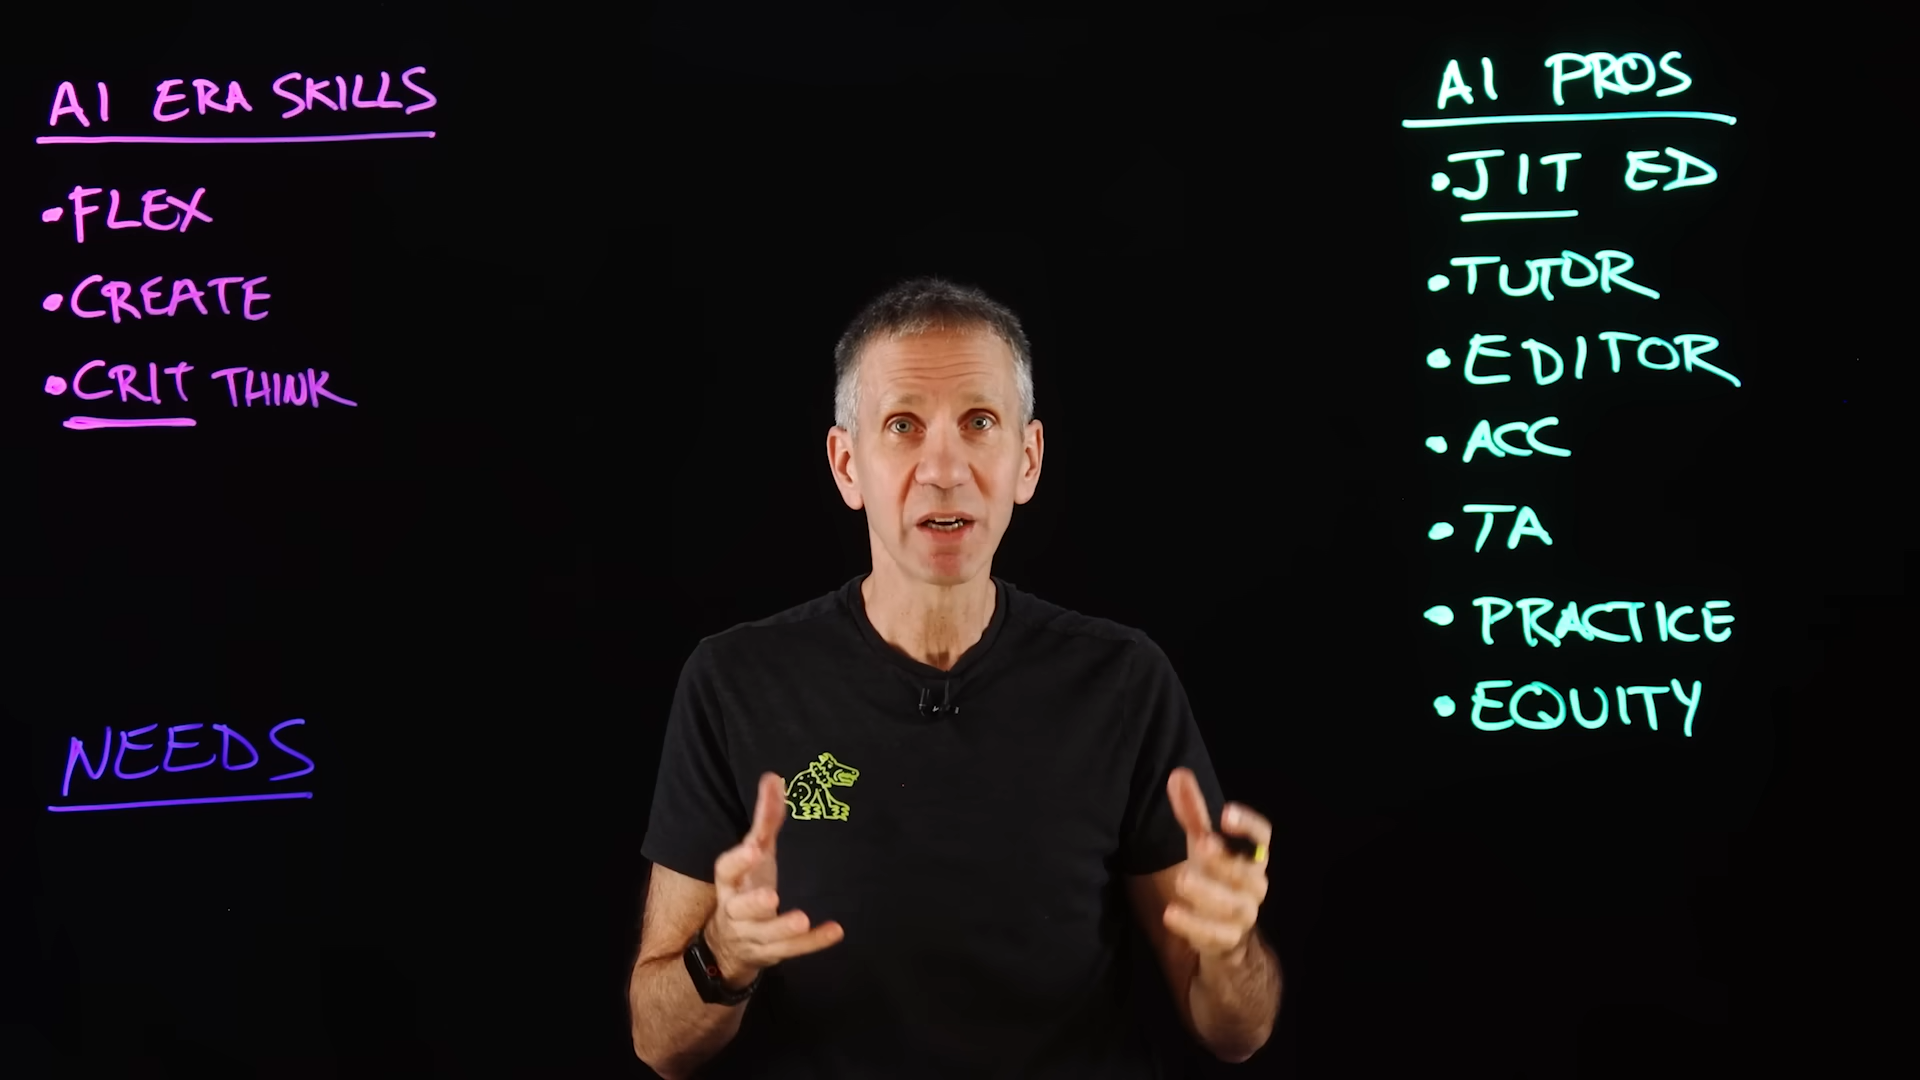 AI ERA SKILLS
•FLEX
•CREATE
•CRIT THINK
NEEDS
AI PROS
•JIT ED
•TUTOR
•EDITOR
•ACC
•TA
•PRACTICE
•EQUITY